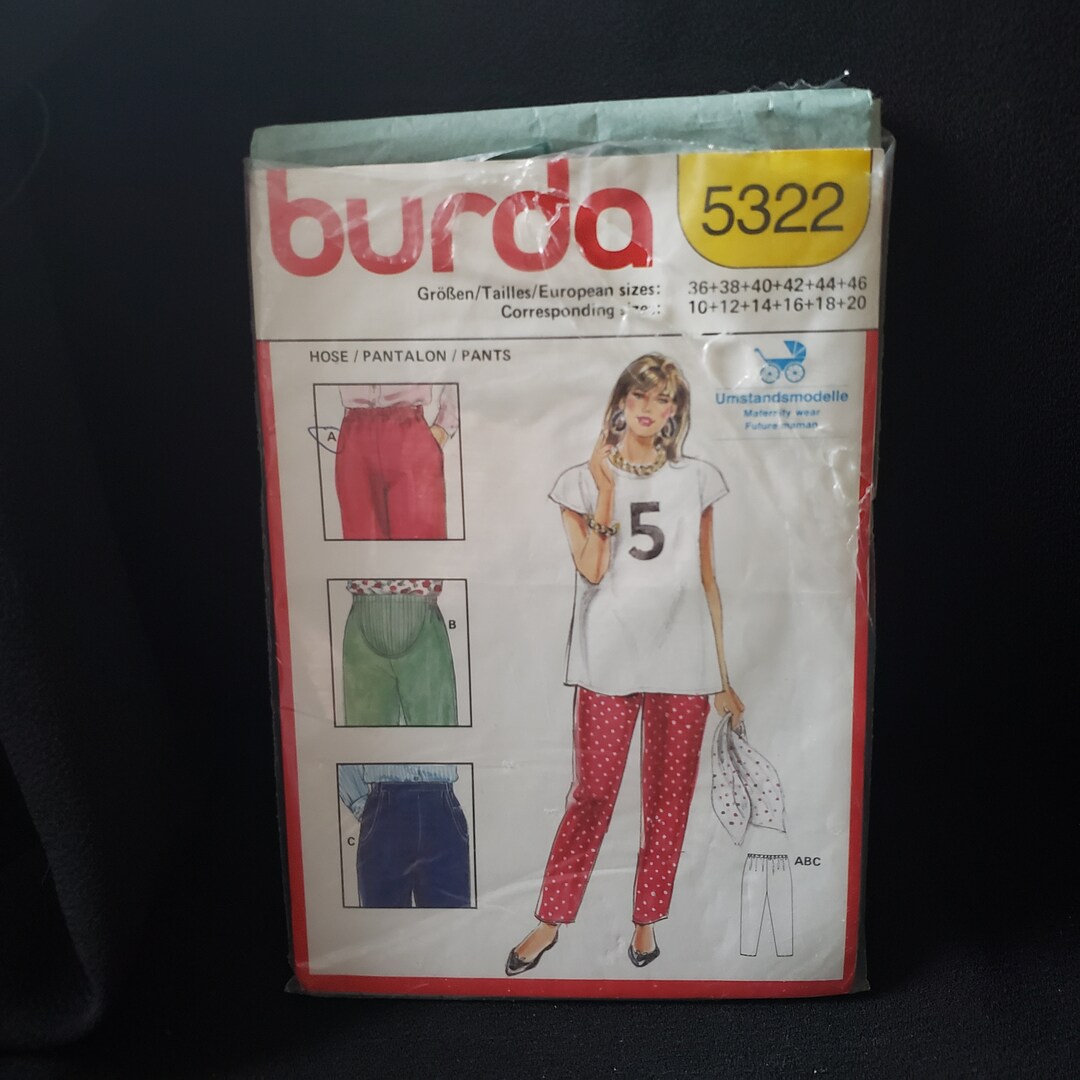 burda
5322
Größen/Tailles/European sizes: 36+38+40+42+44+46
Corresponding 10+12+14+16+18+20
HOSE / PANTALON / PANTS
Umstandsmodelle
Maternity wear
Future maman
A
5
B
C
ABC